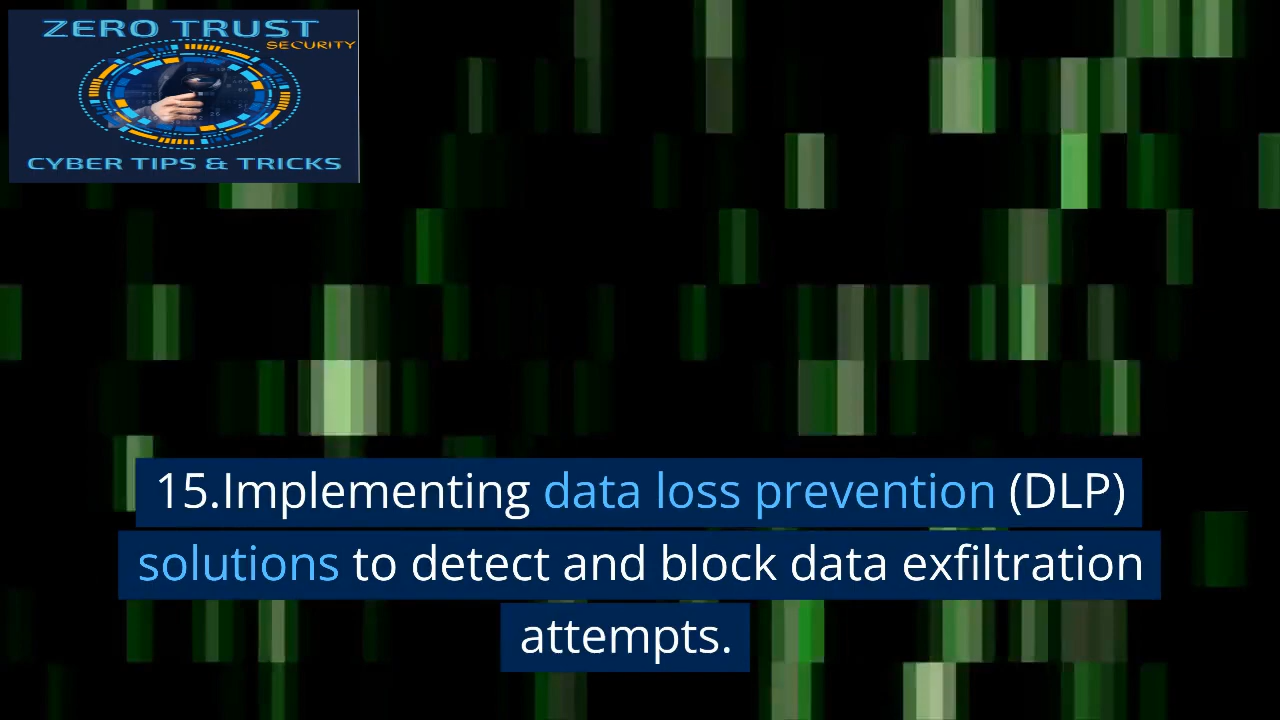 ZERO TRUST
SECURITY
CYBER TIPS & TRICKS
15.Implementing data loss prevention (DLP)
solutions to detect and block data exfiltration
attempts.